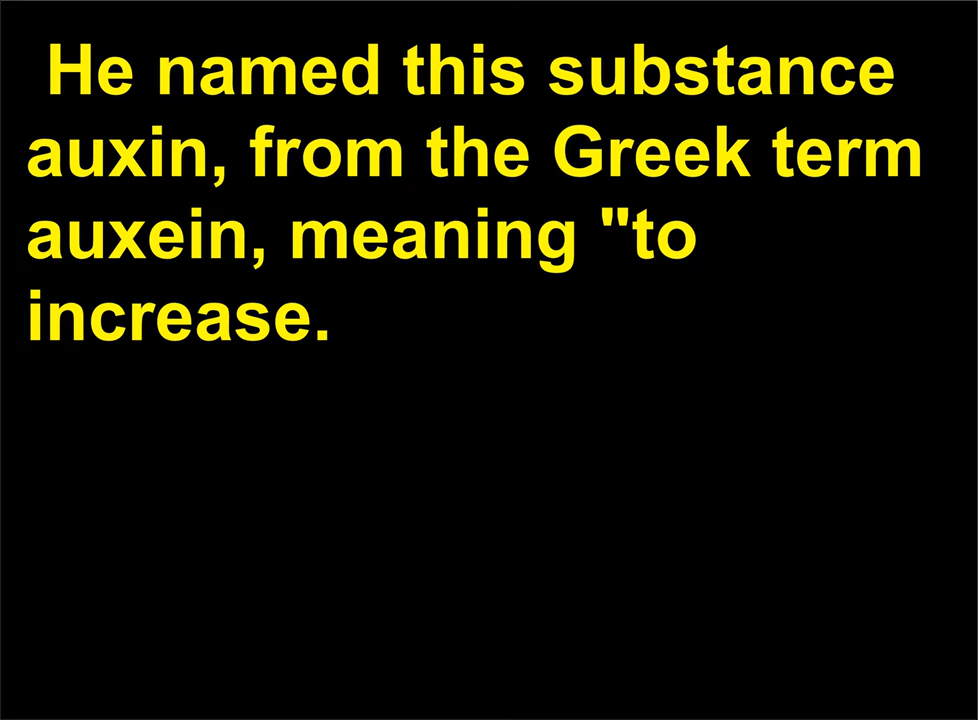 He named this substance
auxin, from the Greek term
auxein, meaning "to
increase.